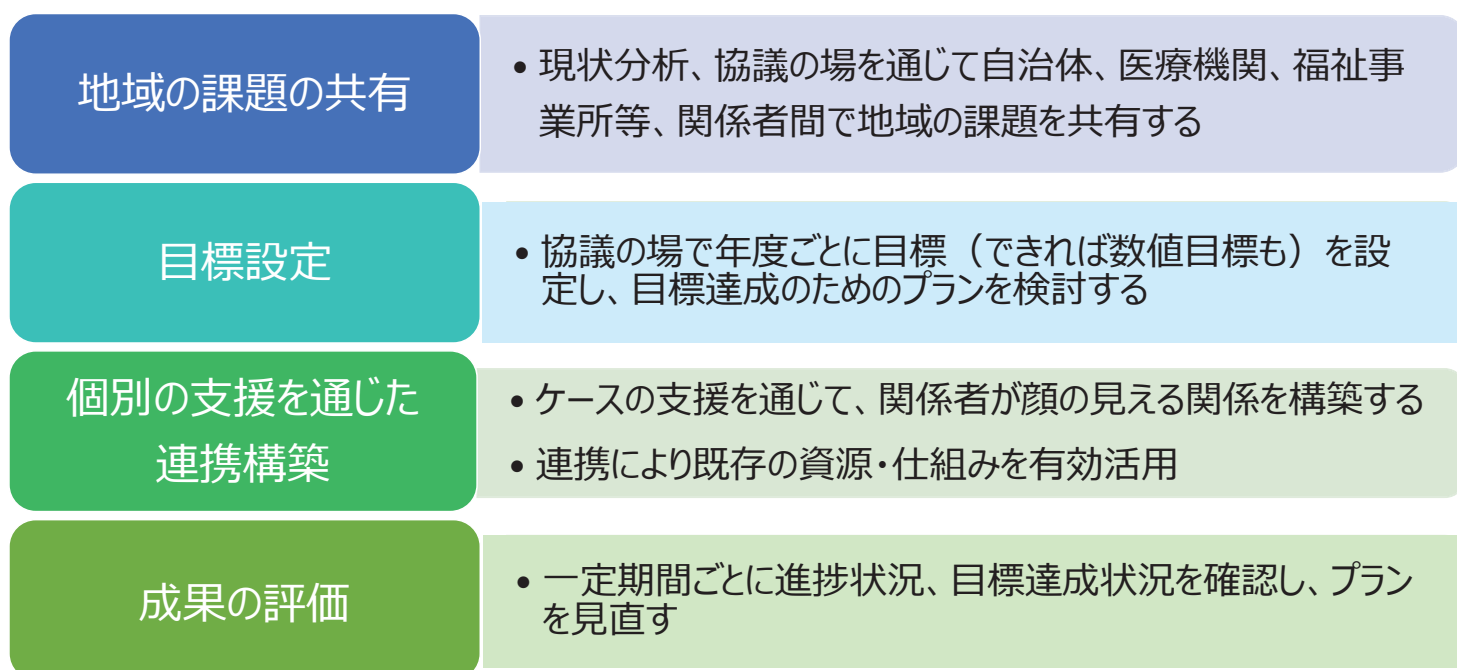 地域の課題の共有
• 現状分析、協議の場を通じて自治体、医療機関、福祉事
業所等、関係者間で地域の課題を共有する
目標設定
• 協議の場で年度ごとに目標（できれば数値目標も）を設
定し、目標達成のためのプランを検討する
個別の支援を通じた
連携構築
• ケースの支援を通じて、関係者が顔の見える関係を構築する
• 連携により既存の資源・仕組みを有効活用
成果の評価
• 一定期間ごとに進捗状況、目標達成状況を確認し、プラン
を見直す